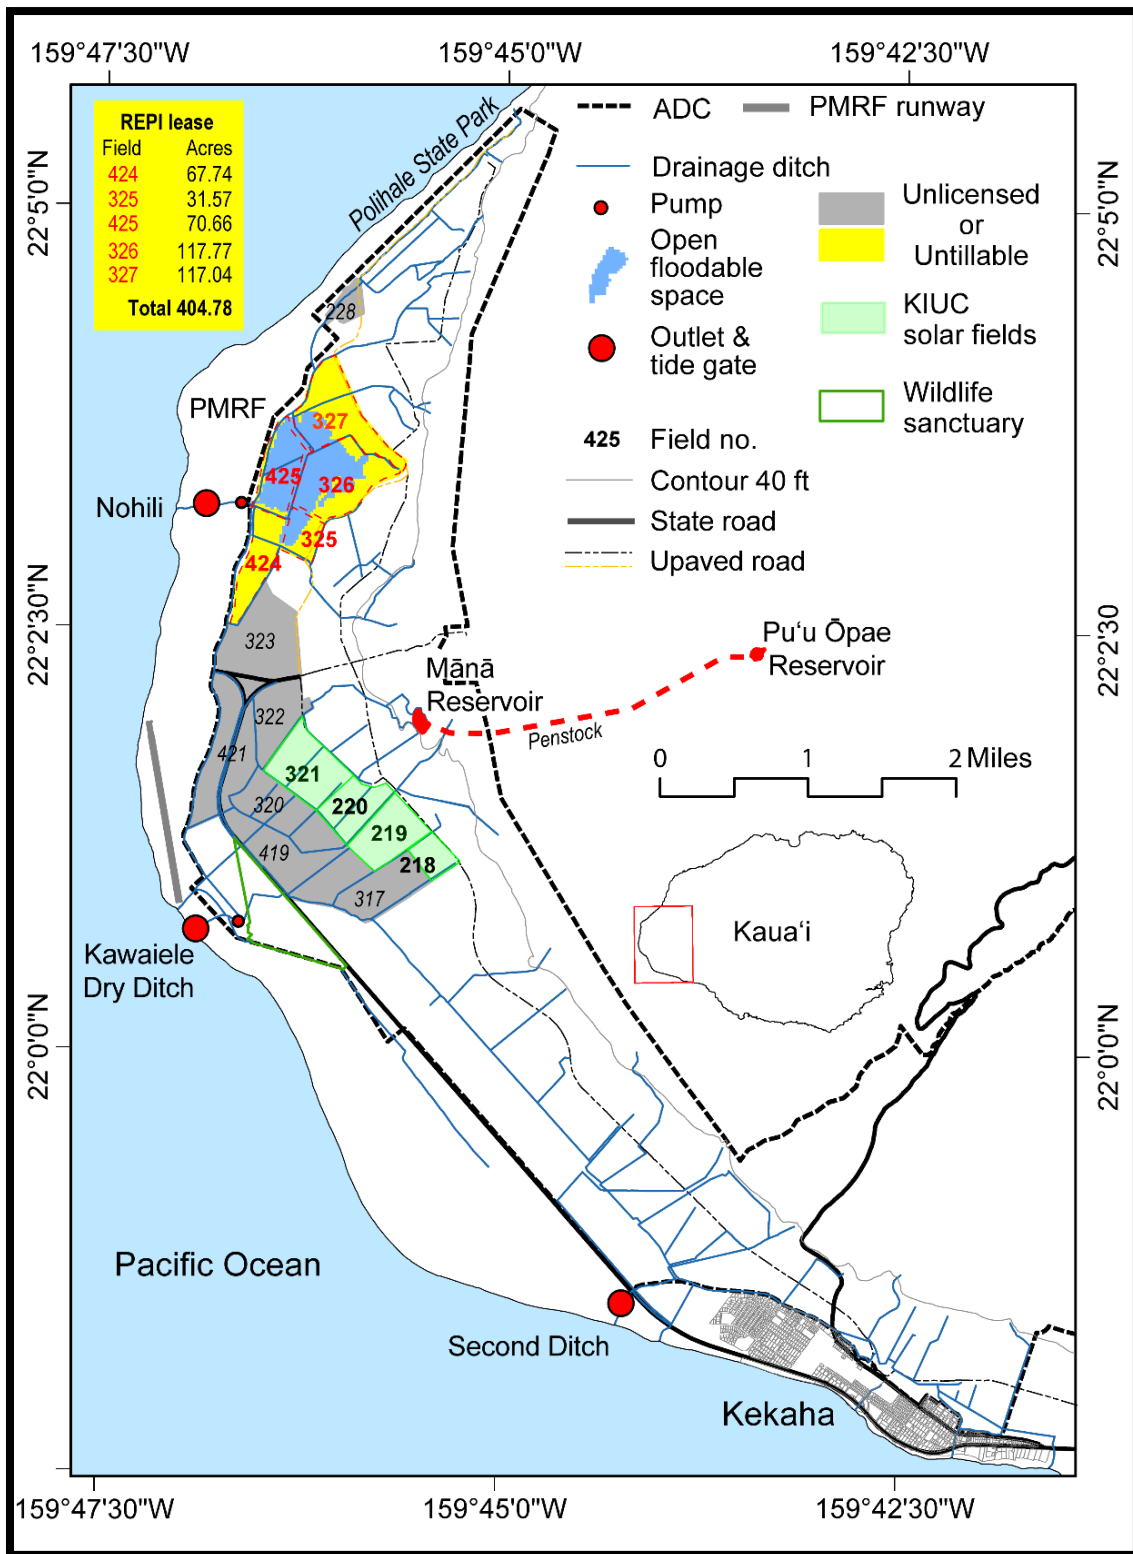 159°47'30"W 159°45'0"W 159°42'30"W
REPI lease
Field Acres
424 67.74
325 31.57
425 70.66
326 117.77
327 117.04
Total 404.78
Polihale State Park
ADC
PMRF runway
Drainage ditch
Pump
Open
floodable
space
Outlet &
tide gate
425 Field no.
Contour 40 ft
State road
Upaved road
Unlicensed
or
Untillable
KIUC
solar fields
Wildlife
sanctuary
22°5'0"N
22°5'0"N
228
PMRF
327
425
326
Nohili
325
424
22°2'30"N
22°2'30
323
Mānā
Reservoir
Puʻu Ōpae
Reservoir
Penstock
322
421
321
320
220
219
419
218
317
0 1 2 Miles
Kauaʻi
Kawaiele
Dry Ditch
22°0'0"N
22°0'0"N
Pacific Ocean
Second Ditch
Kekaha
159°47'30"W 159°45'0"W 159°42'30"W